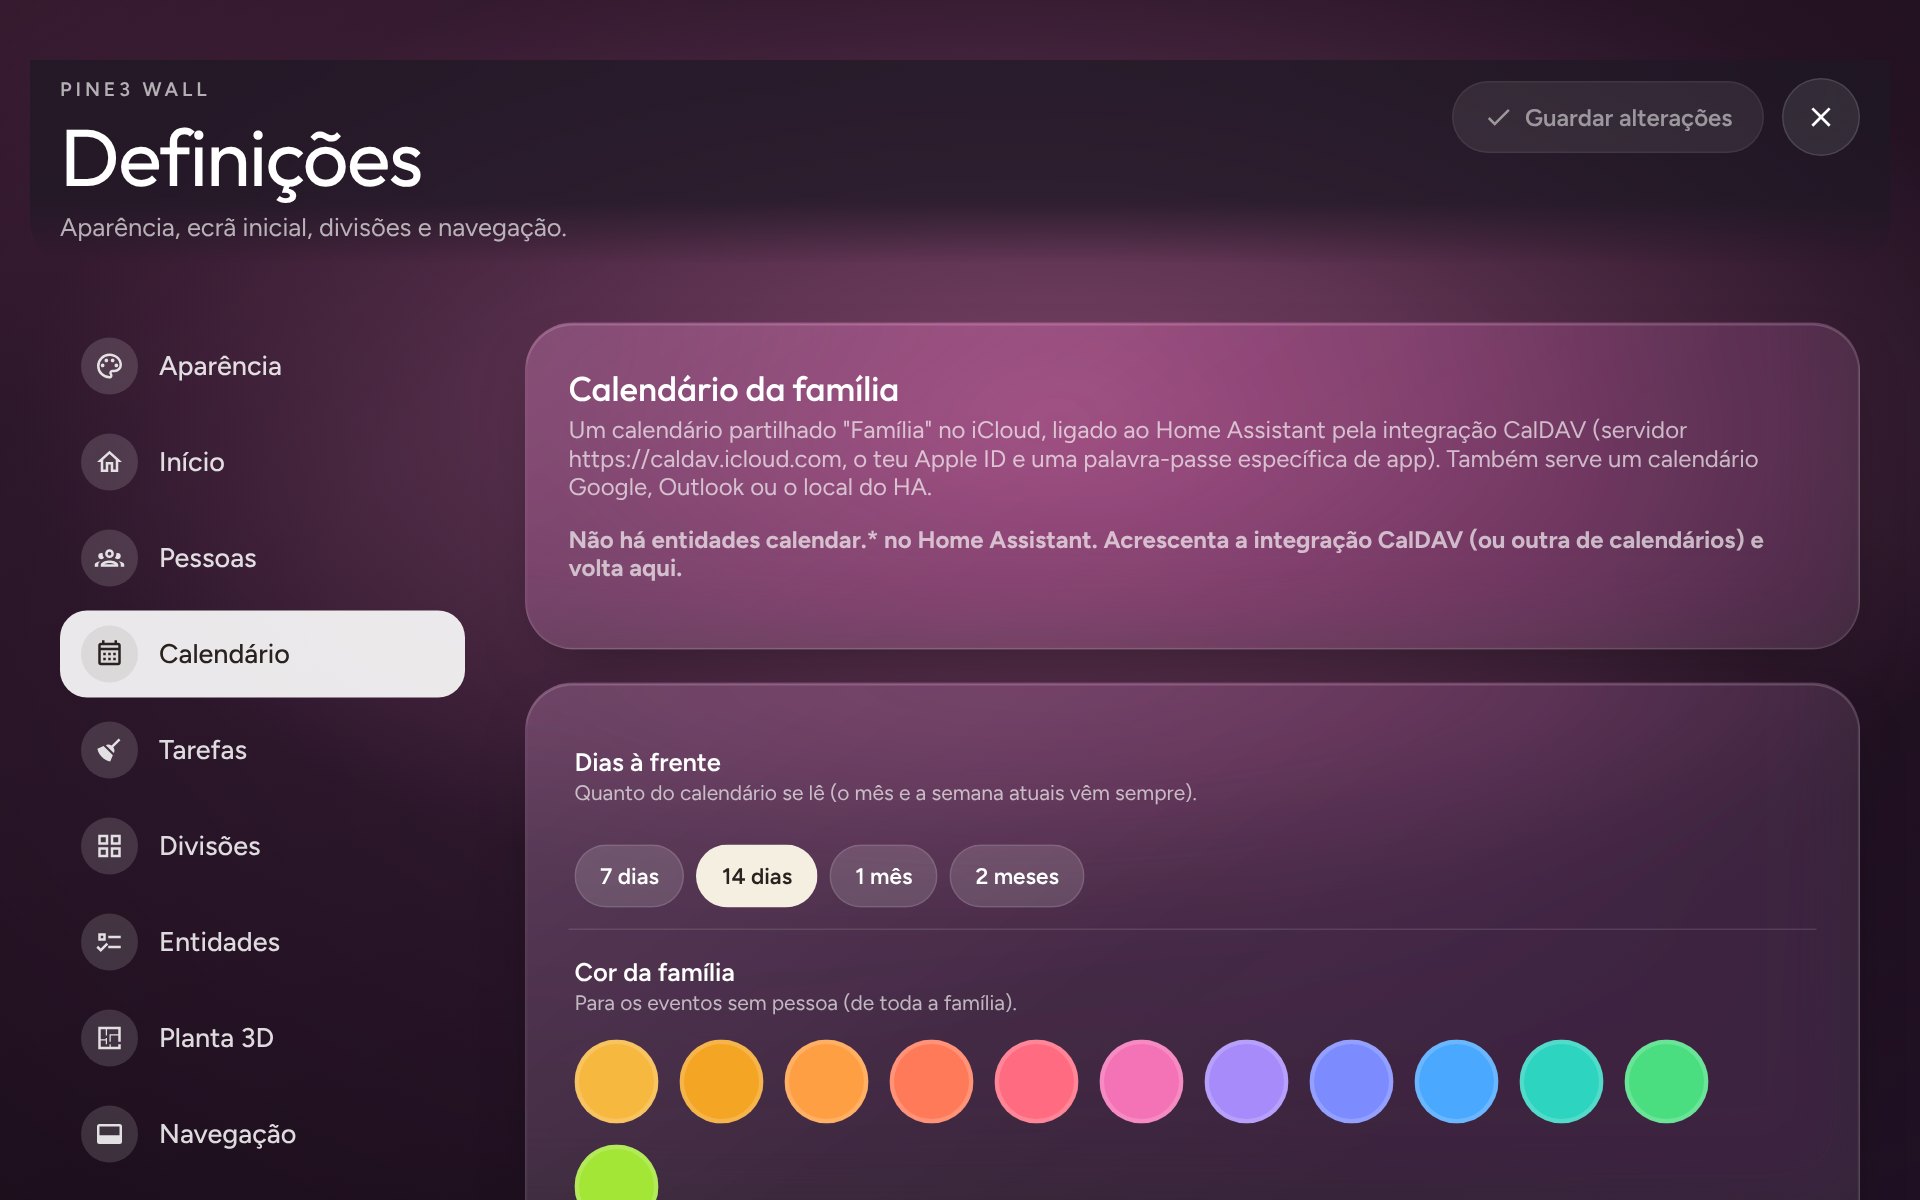 PINE3 WALL
Definições
Aparência, ecrã inicial, divisões e navegação.
Guardar alterações
Aparência
Início
Pessoas
Calendário
Tarefas
Divisões
Entidades
Planta 3D
Navegação
Calendário da família
Um calendário partilhado "Família" no iCloud, ligado ao Home Assistant pela integração CalDAV (servidor
https://caldav.icloud.com, o teu Apple ID e uma palavra-passe específica de app). Também serve um calendário
Google, Outlook ou o local do HA.
Não há entidades calendar.* no Home Assistant. Acrescenta a integração CalDAV (ou outra de calendários) e
volta aqui.
Dias à frente
Quanto do calendário se lê (o mês e a semana atuais vêm sempre).
7 dias
14 dias
1 mês
2 meses
Cor da família
Para os eventos sem pessoa (de toda a família).